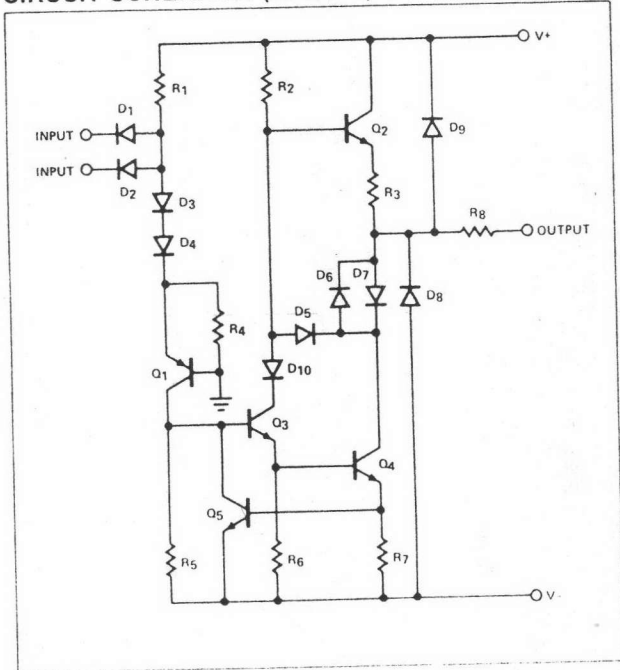 V+
R1
R2
D1
INPUT
Q2
D9
INPUT
D2
R3
D3
R8
OUTPUT
D4
D6
D7
D8
R4
D5
Q1
D10
Q3
Q4
Q5
R5
R6
R7
V-